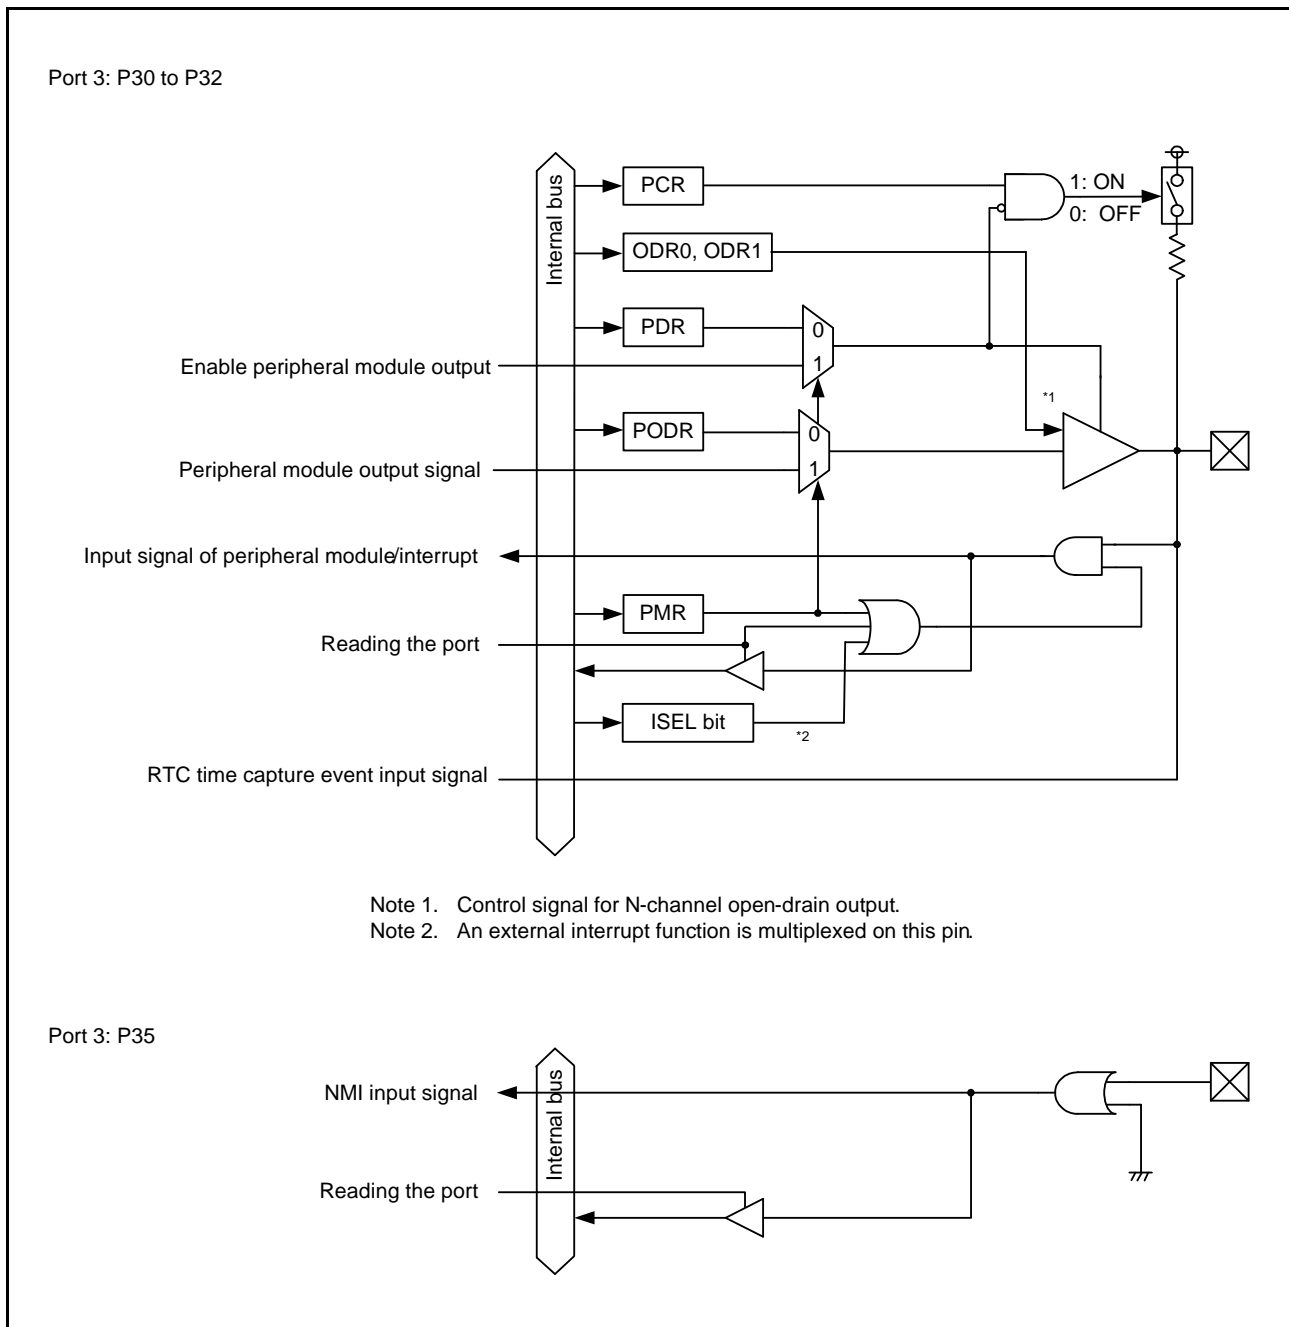 Port 3: P30 to P32
Internal bus
PCR
1: ON
0: OFF
ODR0, ODR1
PDR
0
Enable peripheral module output
1
*1
PODR
0
Peripheral module output signal
1
Input signal of peripheral module/interrupt
PMR
Reading the port
ISEL bit
*2
RTC time capture event input signal
Note 1. Control signal for N-channel open-drain output.
Note 2. An external interrupt function is multiplexed on this pin.
Port 3: P35
Internal bus
NMI input signal
Reading the port